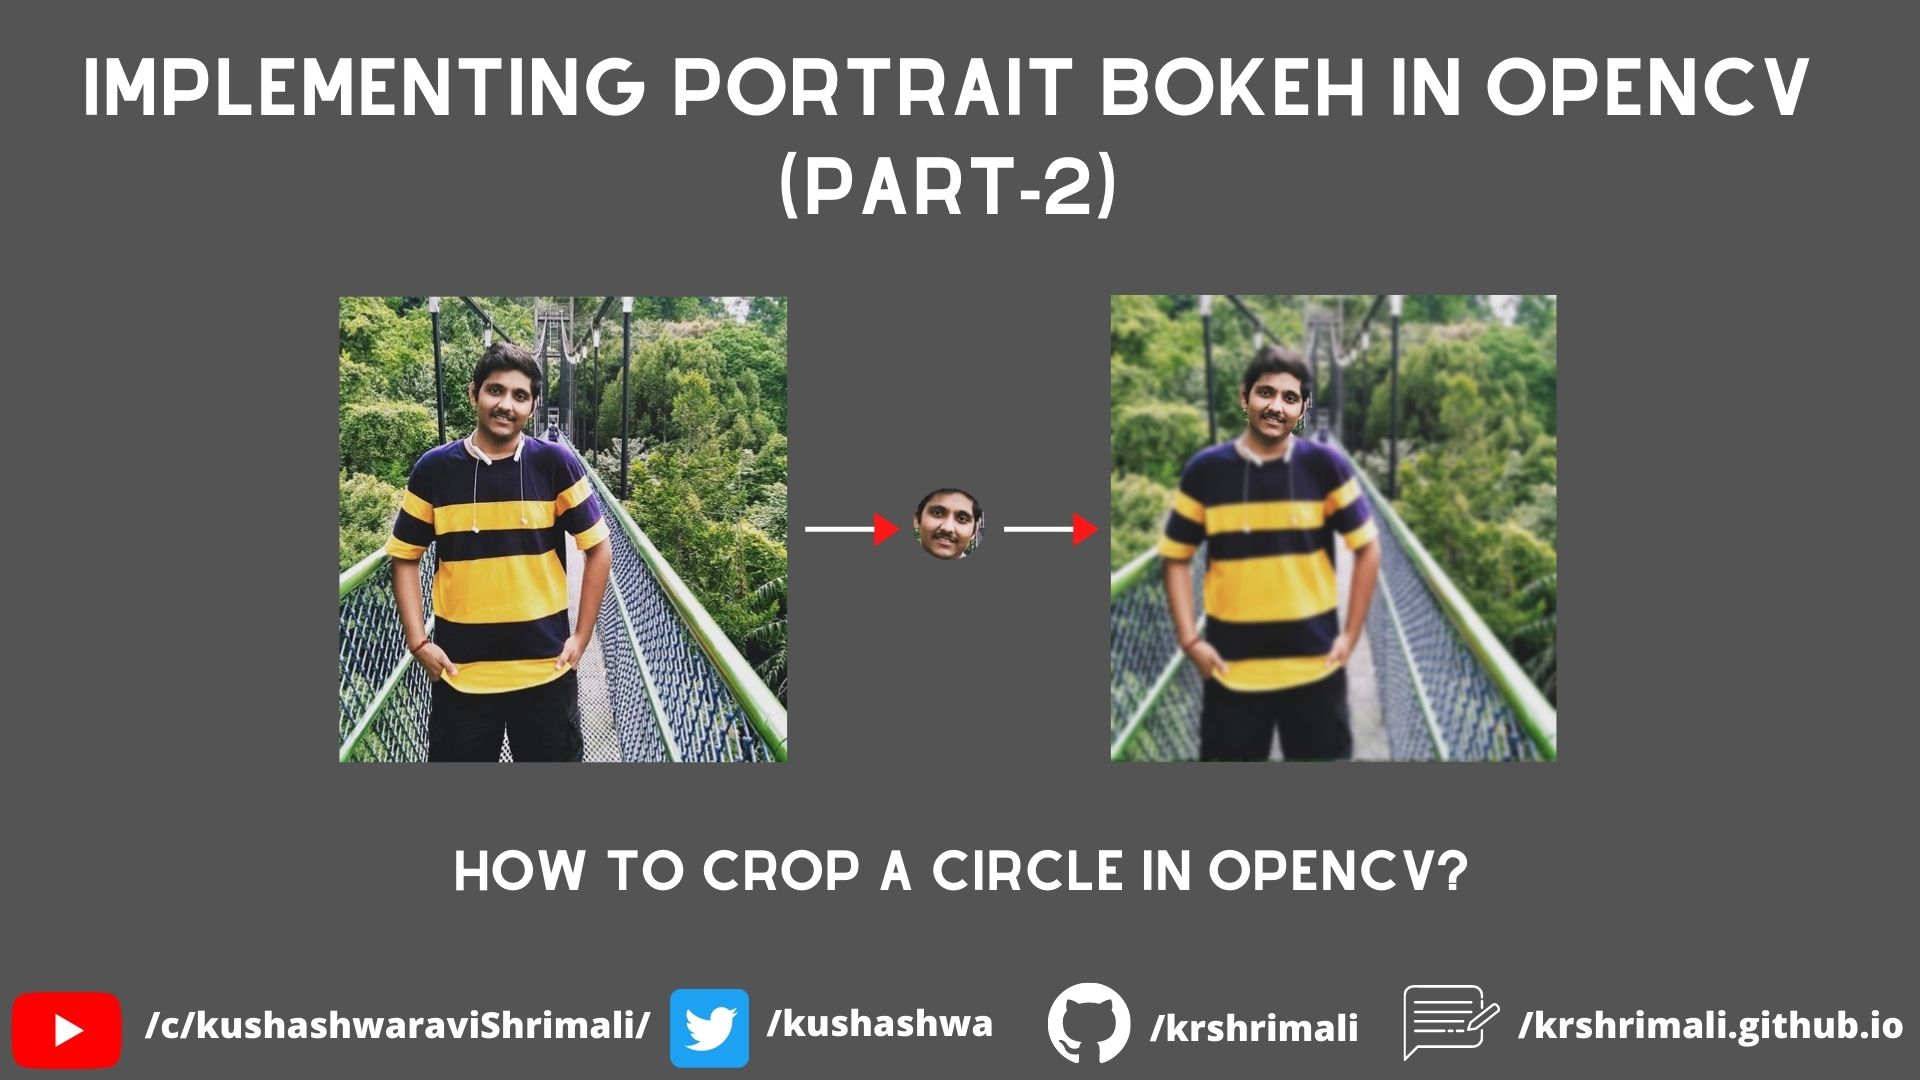 IMPLEMENTING PORTRAIT BOKEH IN OPENCV
(PART-2)
HOW TO CROP A CIRCLE IN OPENCV?
/c/kushashwaraviShrimali/
/kushashwa
/krshrimali
/krshrimali.github.io